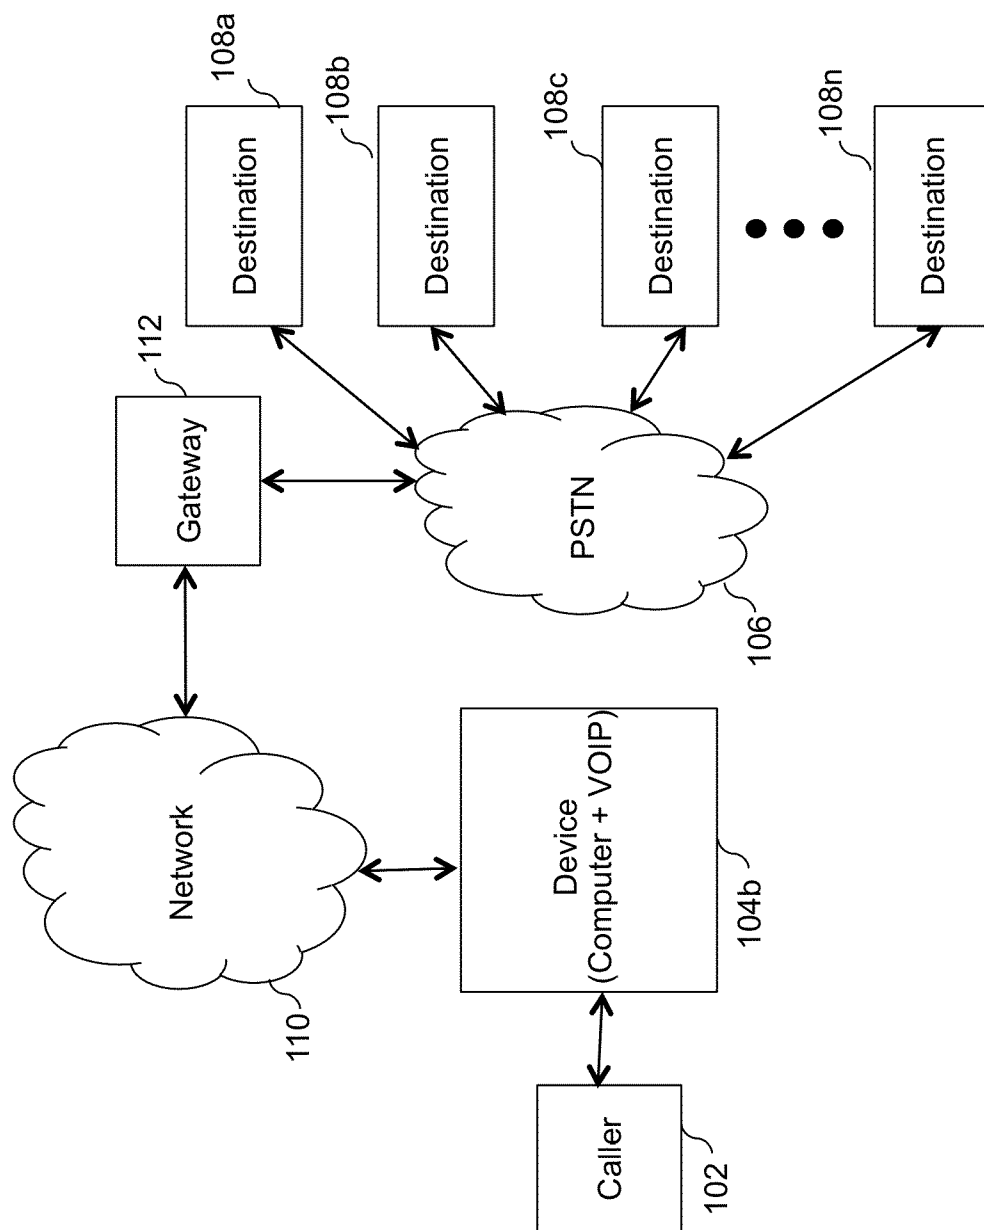 Caller
102
Device
(Computer + VOIP)
104b
Network
110
Gateway
112
PSTN
106
Destination
108a
Destination
108b
Destination
108c
Destination
108n